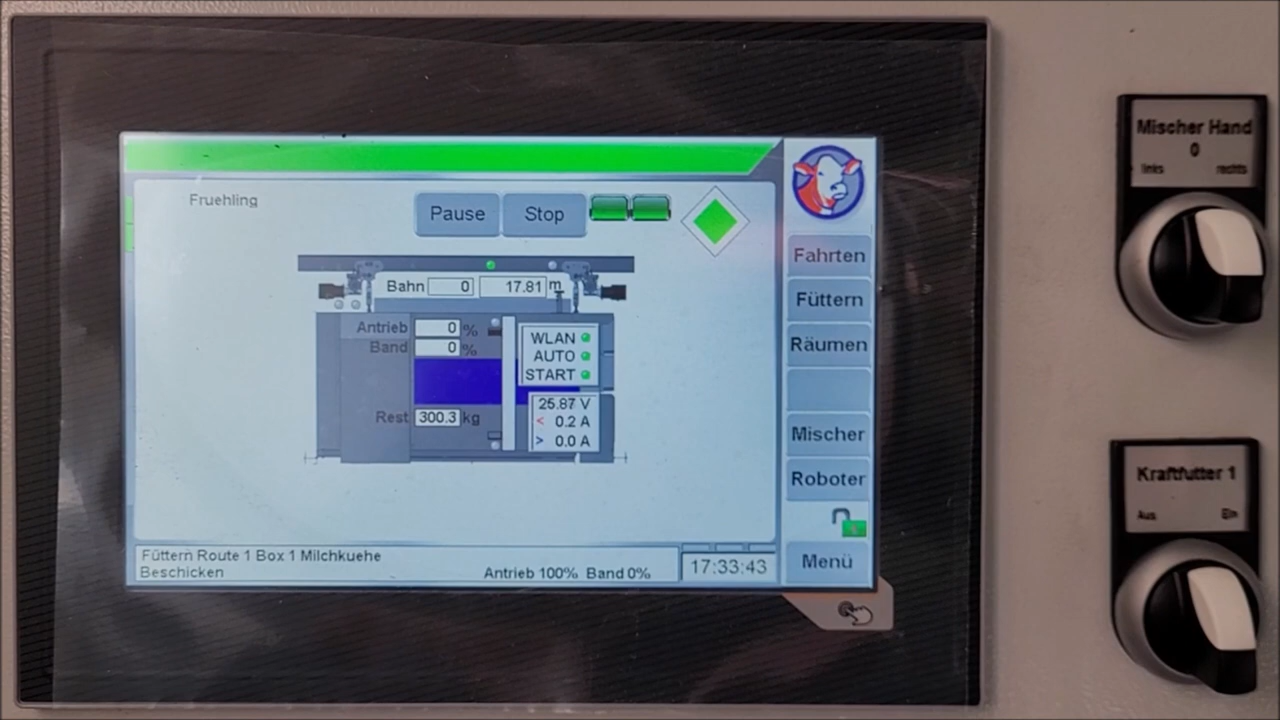 Fruehling
Pause Stop
Bahn 0 17.81 m
Antrieb 0 %
Band 0 %
WLAN
AUTO
START
Rest 300.3 kg
25.87 V
< 0.2 A
> 0.0 A
Füttern Route 1 Box 1 Milchkuehe
Beschicken Antrieb 100% Band 0%
17:33:43
Fahrten
Füttern
Räumen
Mischer
Roboter
Menü
Mischer Hand
0
links rechts
Kraftfutter 1
Aus Ein